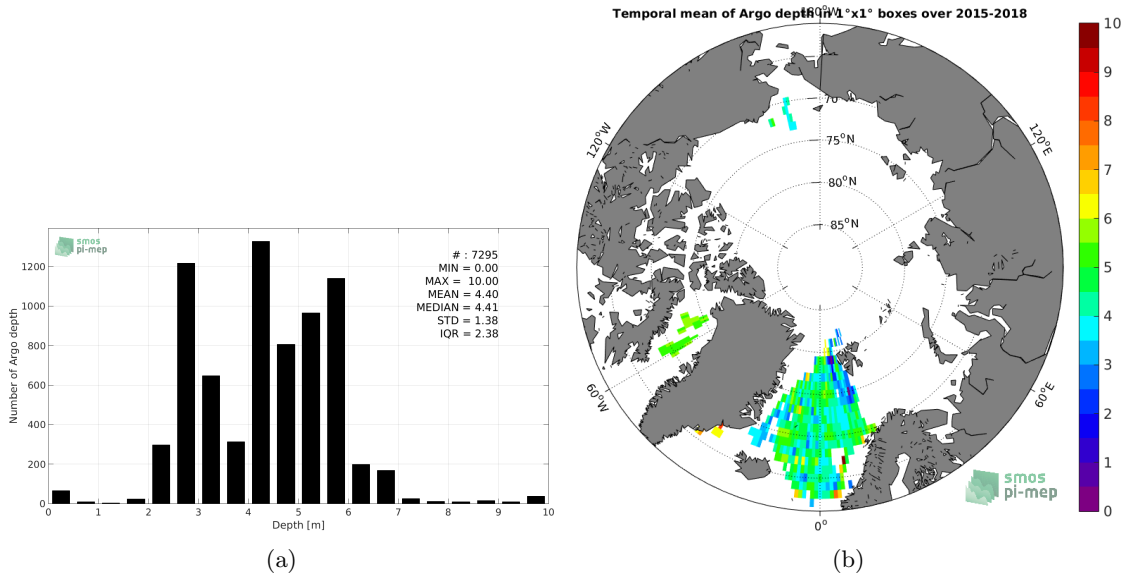 Temporal mean of Argo depth in 1°x1° boxes over 2015-2018
180°W
10
9
8
7
6
5
4
3
2
1
0
120°W
120°E
70
75°N
80°N
85°N
60°W
60°E
0°
smos
pi-mep
smos
pi-mep
# : 7295
MIN = 0.00
MAX = 10.00
MEAN = 4.40
MEDIAN = 4.41
STD = 1.38
IQR = 2.38
Number of Argo depth
1200
1000
800
600
400
200
0
0 1 2 3 4 5 6 7 8 9 10
Depth [m]
(a)
(b)